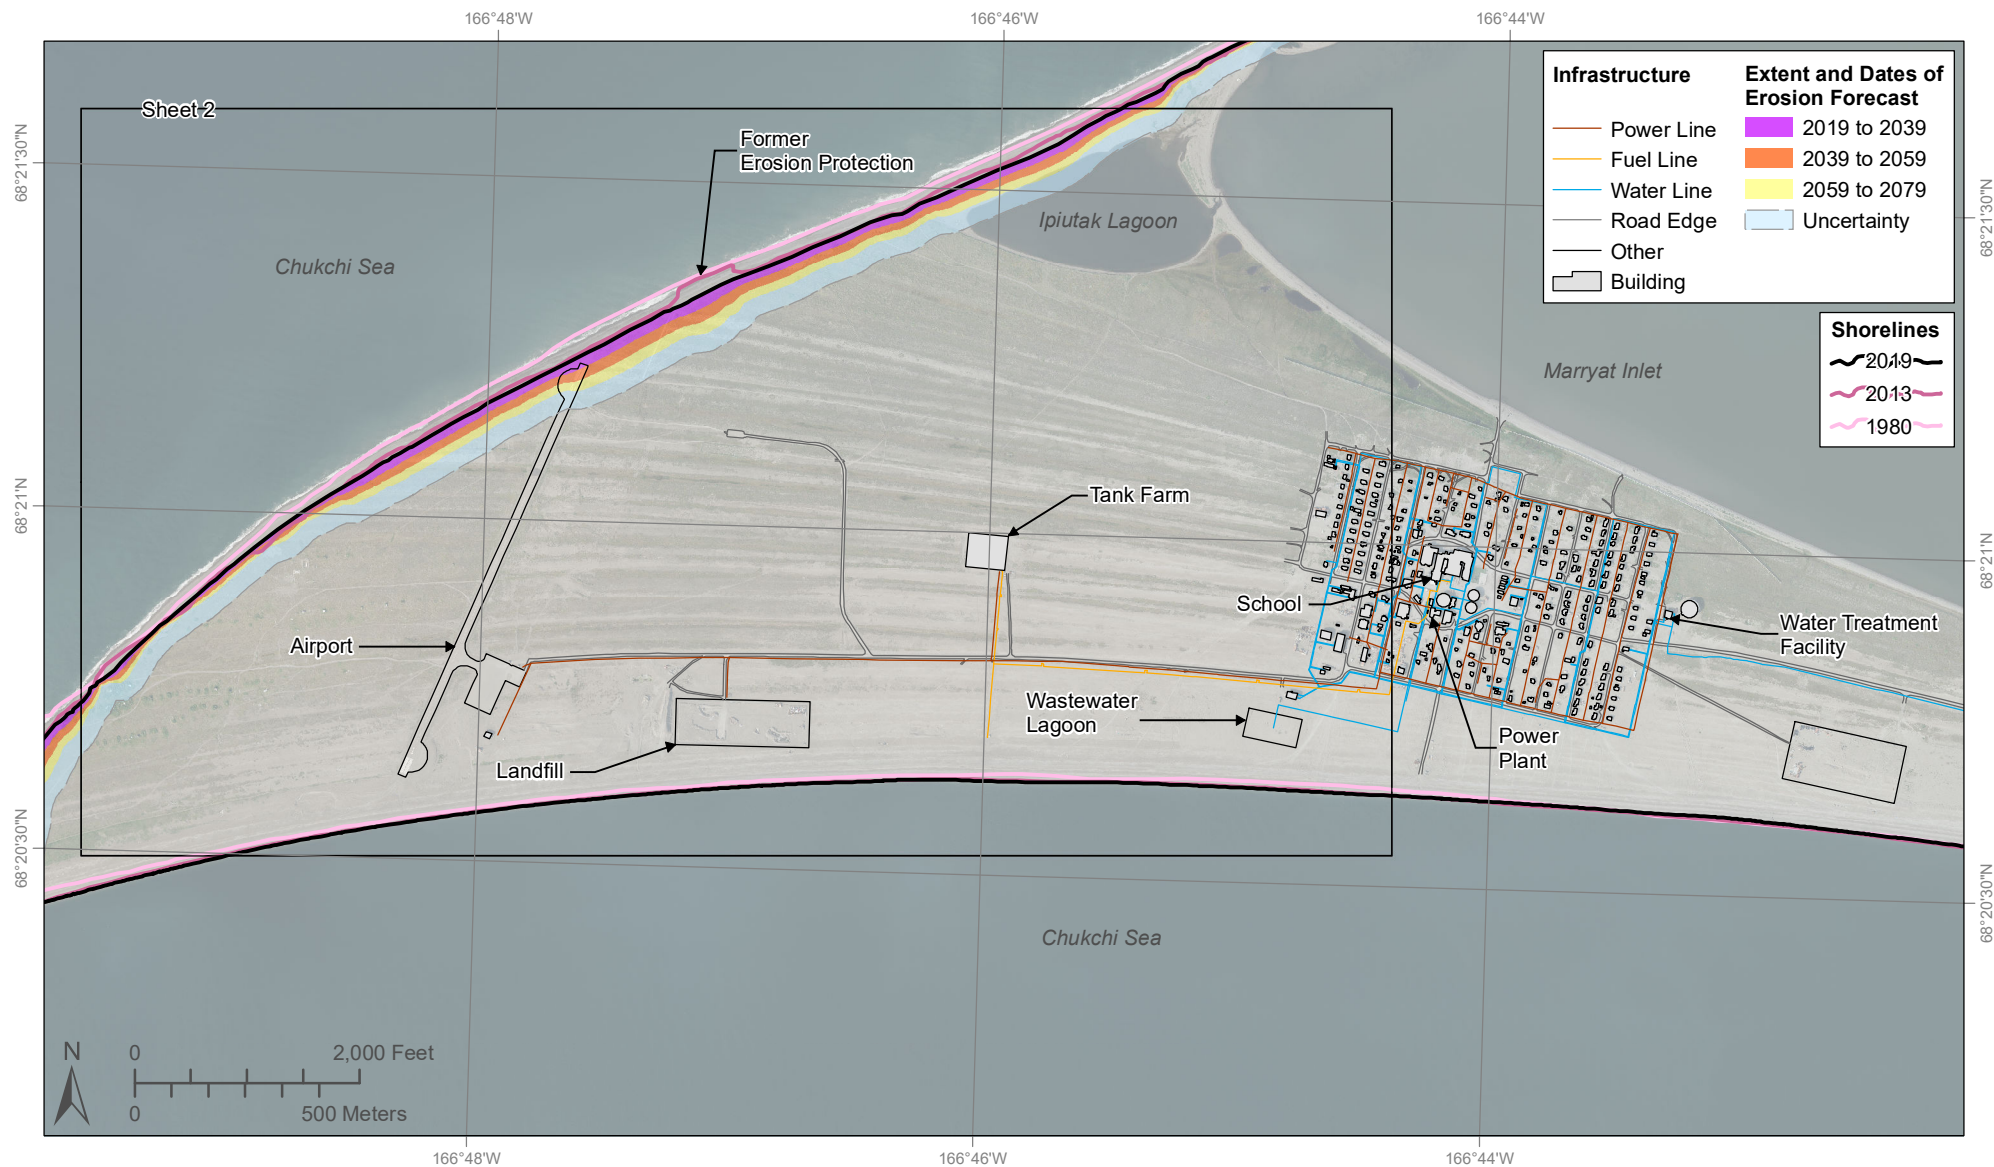 166°48'W
166°46'W
166°44'W
Sheet 2
Former
Erosion Protection
Chukchi Sea
Ipiutak Lagoon
Marryat Inlet
Infrastructure
Power Line
Fuel Line
Water Line
Road Edge
Other
Building
Extent and Dates of
Erosion Forecast
2019 to 2039
2039 to 2059
2059 to 2079
Uncertainty
Shorelines
2019
2013
1980
68°21'30"N
68°21'30"N
68°21'N
68°21'N
68°20'30"N
68°20'30"N
Tank Farm
School
Airport
Water Treatment
Facility
Wastewater
Lagoon
Landfill
Power
Plant
Chukchi Sea
N
0
2,000 Feet
0
500 Meters
166°48'W
166°46'W
166°44'W